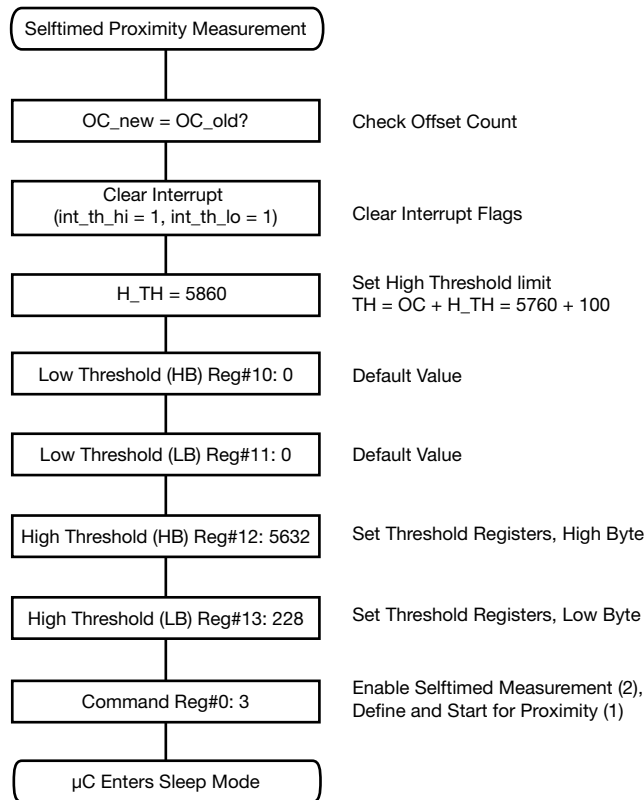 Selftimed Proximity Measurement
OC_new = OC_old?
Check Offset Count
Clear Interrupt
(int_th_hi = 1, int_th_lo = 1)
Clear Interrupt Flags
H_TH = 5860
Set High Threshold limit
TH = OC + H_TH = 5760 + 100
Low Threshold (HB) Reg#10: 0
Default Value
Low Threshold (LB) Reg#11: 0
Default Value
High Threshold (HB) Reg#12: 5632
Set Threshold Registers, High Byte
High Threshold (LB) Reg#13: 228
Set Threshold Registers, Low Byte
Command Reg#0: 3
Enable Selftimed Measurement (2),
Define and Start for Proximity (1)
µC Enters Sleep Mode